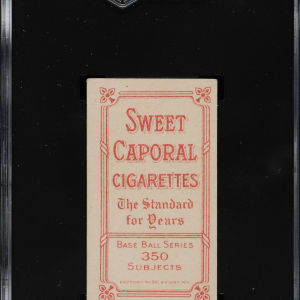 SWEET
CAPORAL
CIGARETTES
The Standard
for Years
BASE BALL SERIES
350
SUBJECTS